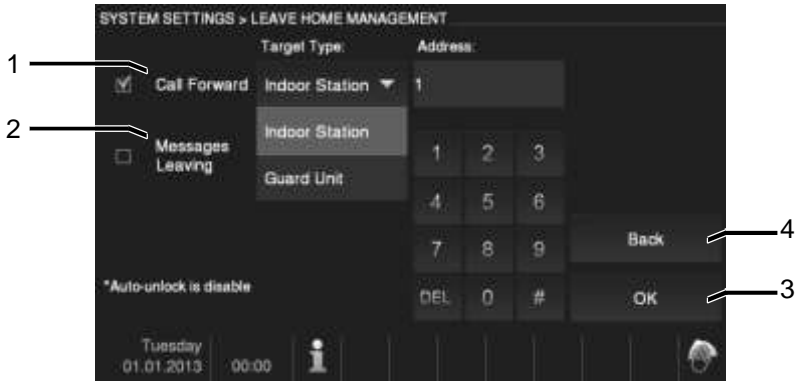 SYSTEM SETTINGS > LEAVE HOME MANAGEMENT
Target Type: Address:
1
Call Forward Indoor Station 1
2
Messages Leaving
Indoor Station
Guard Unit
1 2 3
4 5 6
7 8 9
DEL 0 #
Back
4
OK
3
*Auto-unlock is disable
Tuesday
01.01.2013 00:00